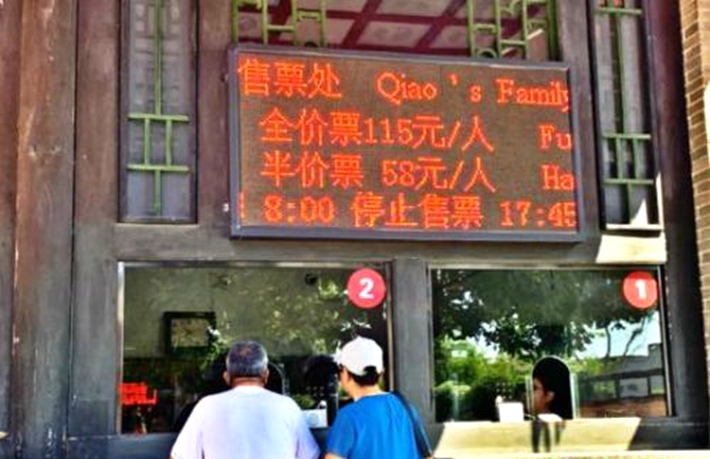 售票处 Qiao's Family
全价票115元/人 Fu
半价票 58元/人 Ha
8:00 停止售票 17:45
2
1